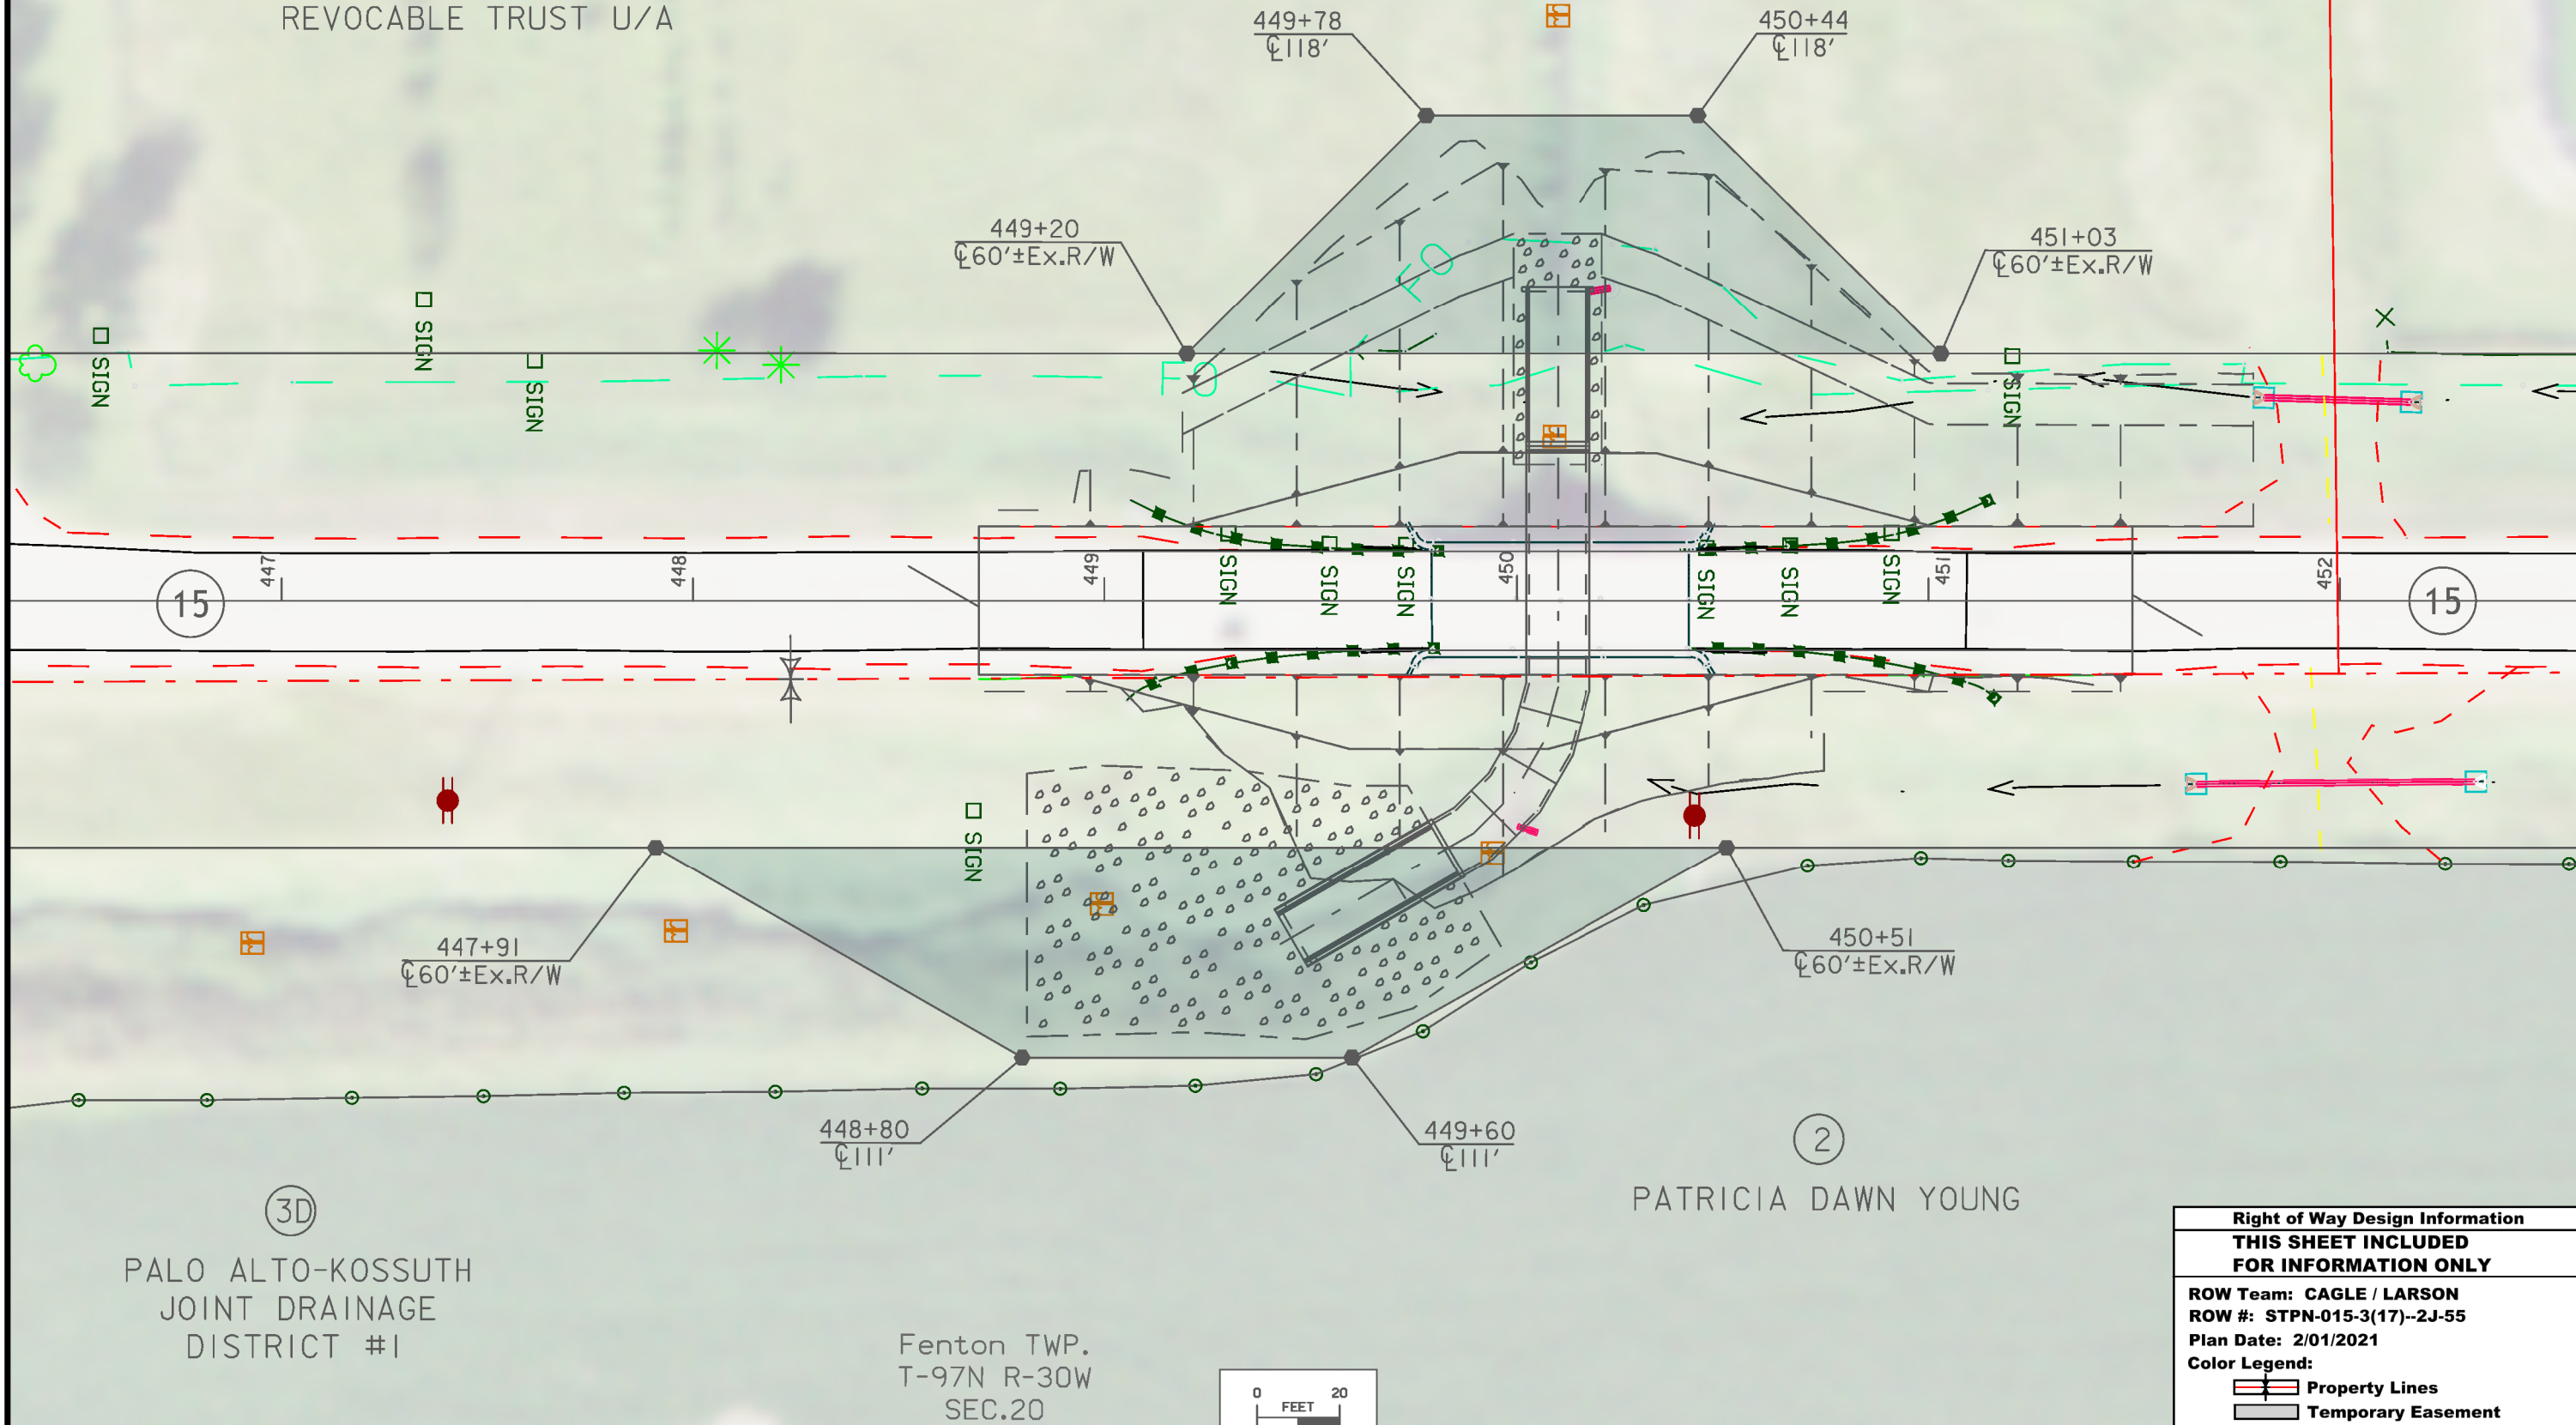 REVOCABLE TRUST U/A
449+78
℄118'
450+44
℄118'
449+20
℄60'±Ex.R/W
451+03
℄60'±Ex.R/W
SIGN
SIGN
SIGN
FO
FO
SIGN
447
448
449
450
451
452
15
15
SIGN
SIGN
SIGN
SIGN
SIGN
SIGN
SIGN
447+91
℄60'±Ex.R/W
450+51
℄60'±Ex.R/W
448+80
℄111'
449+60
℄111'
2
PATRICIA DAWN YOUNG
3D
PALO ALTO-KOSSUTH
JOINT DRAINAGE
DISTRICT #1
Fenton TWP.
T-97N R-30W
SEC.20
0 20
FEET
Right of Way Design Information
THIS SHEET INCLUDED
FOR INFORMATION ONLY
ROW Team: CAGLE / LARSON
ROW #: STPN-015-3(17)--2J-55
Plan Date: 2/01/2021
Color Legend:
Property Lines
Temporary Easement